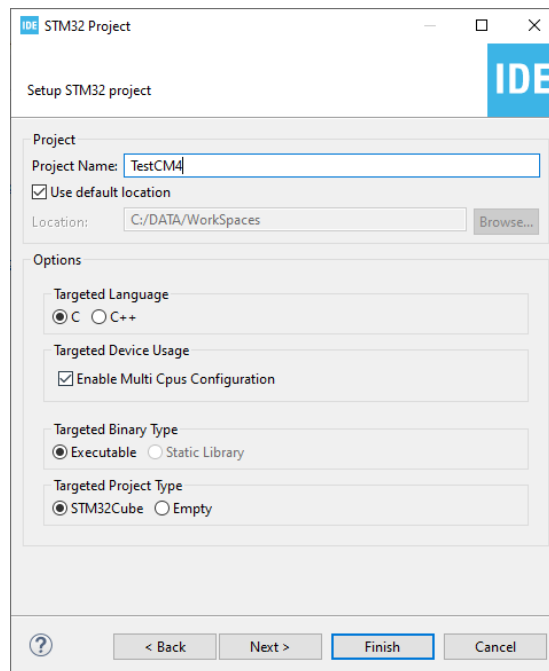 IDE STM32 Project
Setup STM32 project
IDE
Project
Project Name: TestCM4
Use default location
Location: C:/DATA/WorkSpaces Browse...
Options
Targeted Language
C C++
Targeted Device Usage
Enable Multi Cpus Configuration
Targeted Binary Type
Executable Static Library
Targeted Project Type
STM32Cube Empty
? < Back Next > Finish Cancel